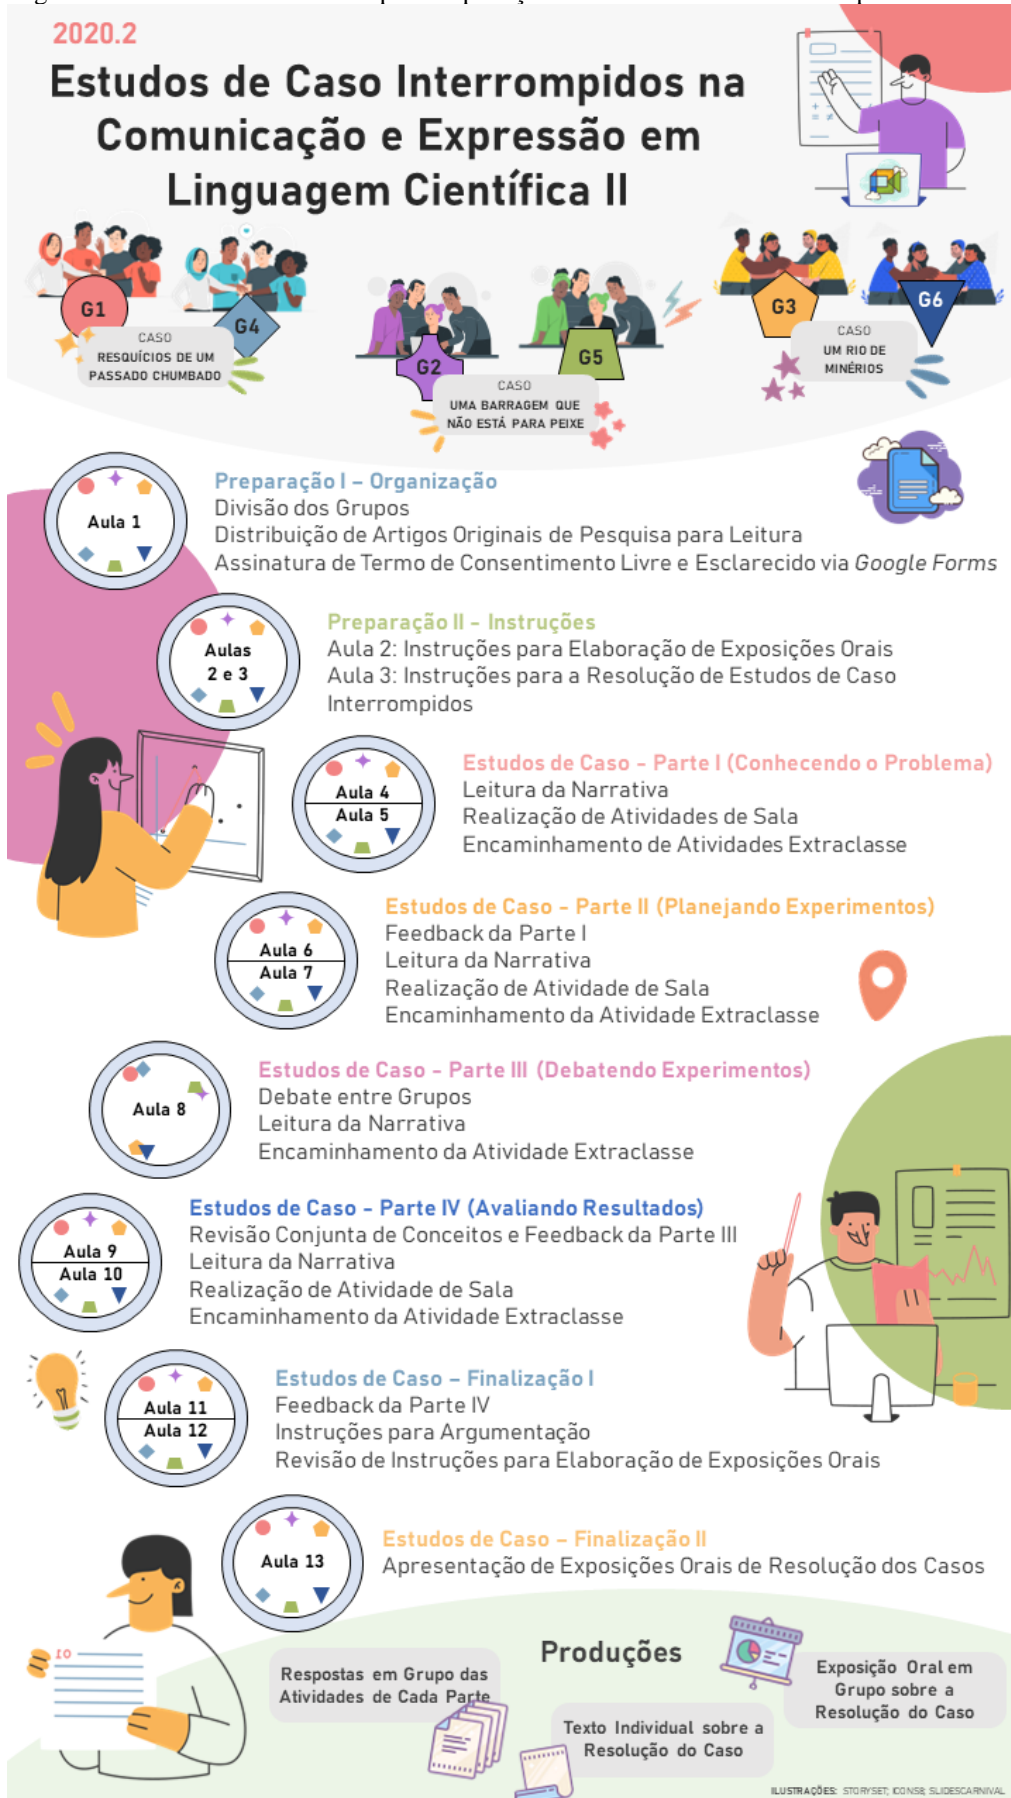 2020.2
Estudos de Caso Interrompidos na
Comunicação e Expressão em
Linguagem Científica II
G1
G4
CASO
RESQUÍCIOS DE UM
PASSADO CHUMBADO
G2
G5
CASO
UMA BARRAGEM QUE
NÃO ESTÁ PARA PEIXE
G3
G6
CASO
UM RIO DE
MINÉRIOS
Aula 1
Preparação I – Organização
Divisão dos Grupos
Distribuição de Artigos Originais de Pesquisa para Leitura
Assinatura de Termo de Consentimento Livre e Esclarecido via Google Forms
Aulas
2 e 3
Preparação II - Instruções
Aula 2: Instruções para Elaboração de Exposições Orais
Aula 3: Instruções para a Resolução de Estudos de Caso
Interrompidos
Aula 4
Aula 5
Estudos de Caso - Parte I (Conhecendo o Problema)
Leitura da Narrativa
Realização de Atividades de Sala
Encaminhamento de Atividades Extraclasse
Aula 6
Aula 7
Estudos de Caso - Parte II (Planejando Experimentos)
Feedback da Parte I
Leitura da Narrativa
Realização de Atividade de Sala
Encaminhamento da Atividade Extraclasse
Aula 8
Estudos de Caso - Parte III (Debatendo Experimentos)
Debate entre Grupos
Leitura da Narrativa
Encaminhamento da Atividade Extraclasse
Aula 9
Aula 10
Estudos de Caso - Parte IV (Avaliando Resultados)
Revisão Conjunta de Conceitos e Feedback da Parte III
Leitura da Narrativa
Realização de Atividade de Sala
Encaminhamento da Atividade Extraclasse
Aula 11
Aula 12
Estudos de Caso – Finalização I
Feedback da Parte IV
Instruções para Argumentação
Revisão de Instruções para Elaboração de Exposições Orais
Aula 13
Estudos de Caso – Finalização II
Apresentação de Exposições Orais de Resolução dos Casos
10
Produções
Respostas em Grupo das
Atividades de Cada Parte
Texto Individual sobre a
Resolução do Caso
Exposição Oral em
Grupo sobre a
Resolução do Caso
ILUSTRAÇÕES: STORYSET; ICONS8; SLIDESCARNIVAL